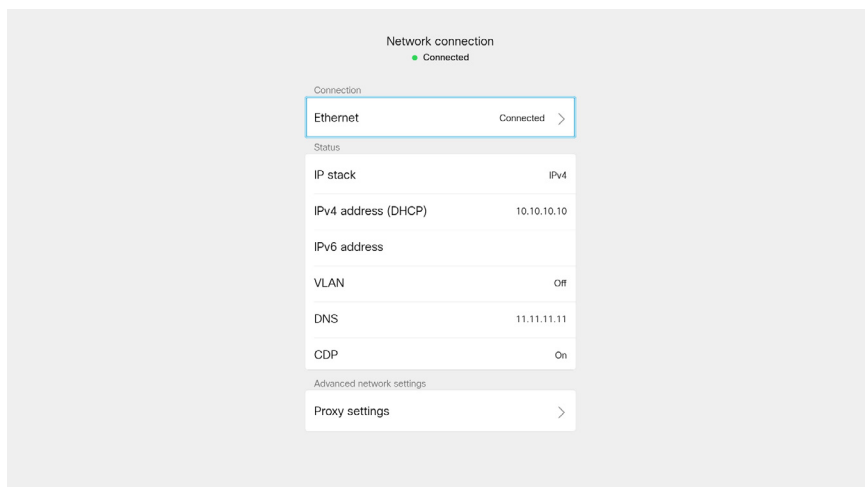 Network connection
Connected
Connection
Ethernet Connected
Status
IP stack IPv4
IPv4 address (DHCP) 10.10.10.10
IPv6 address
VLAN Off
DNS 11.11.11.11
CDP On
Advanced network settings
Proxy settings